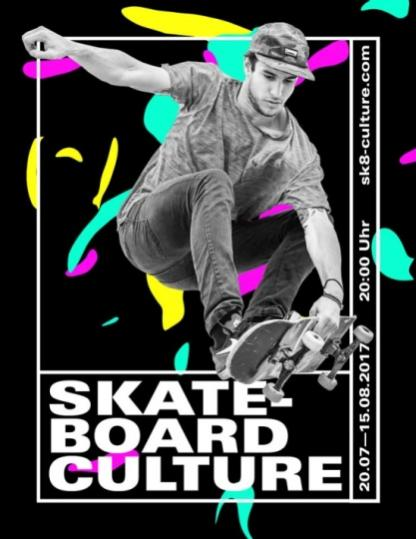 SKATE-
BOARD
CULTURE
20.07—15.08.2017 20:00 Uhr sk8-culture.com